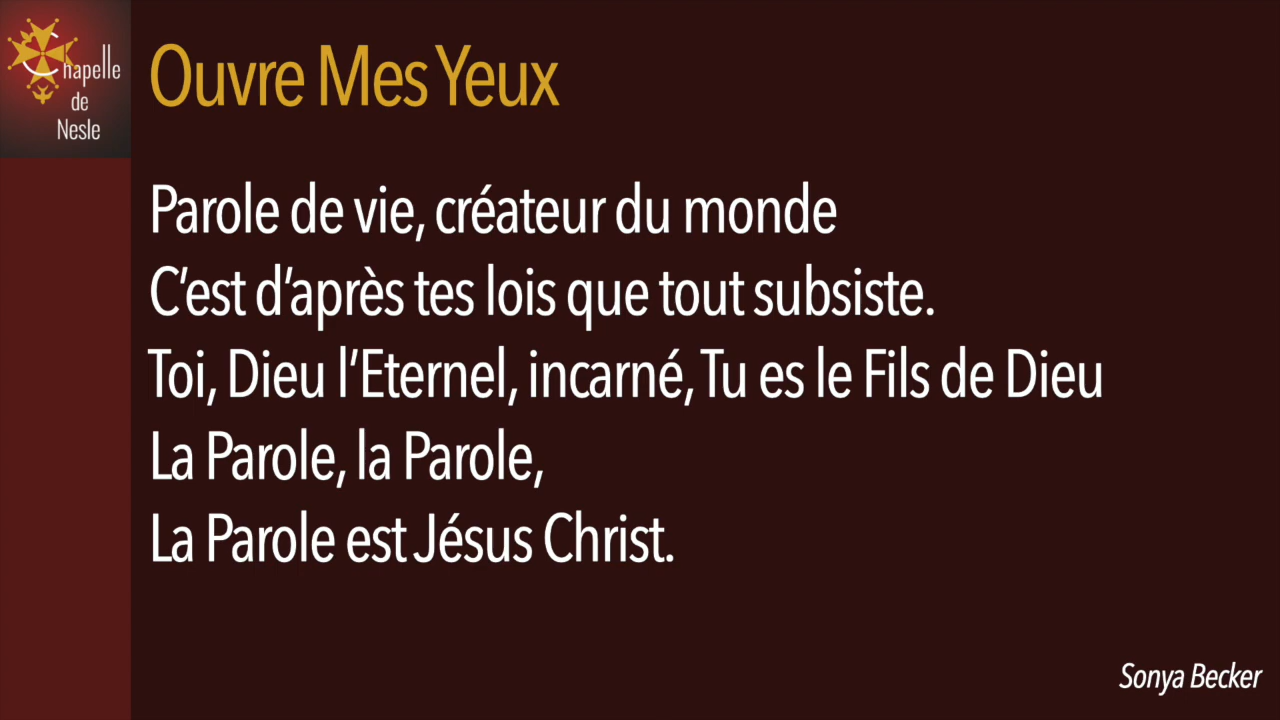 Chapelle
de
Nesle
Ouvre Mes Yeux
Parole de vie, créateur du monde
C’est d’après tes lois que tout subsiste.
Toi, Dieu l’Eternel, incarné, Tu es le Fils de Dieu
La Parole, la Parole,
La Parole est Jésus Christ.
Sonya Becker